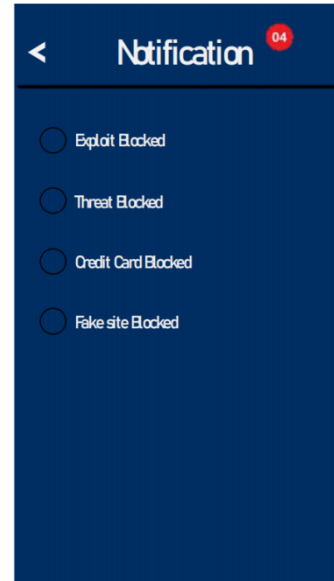 < Notification 04
Exploit Blocked
Threat Blocked
Credit Card Blocked
Fake site Blocked